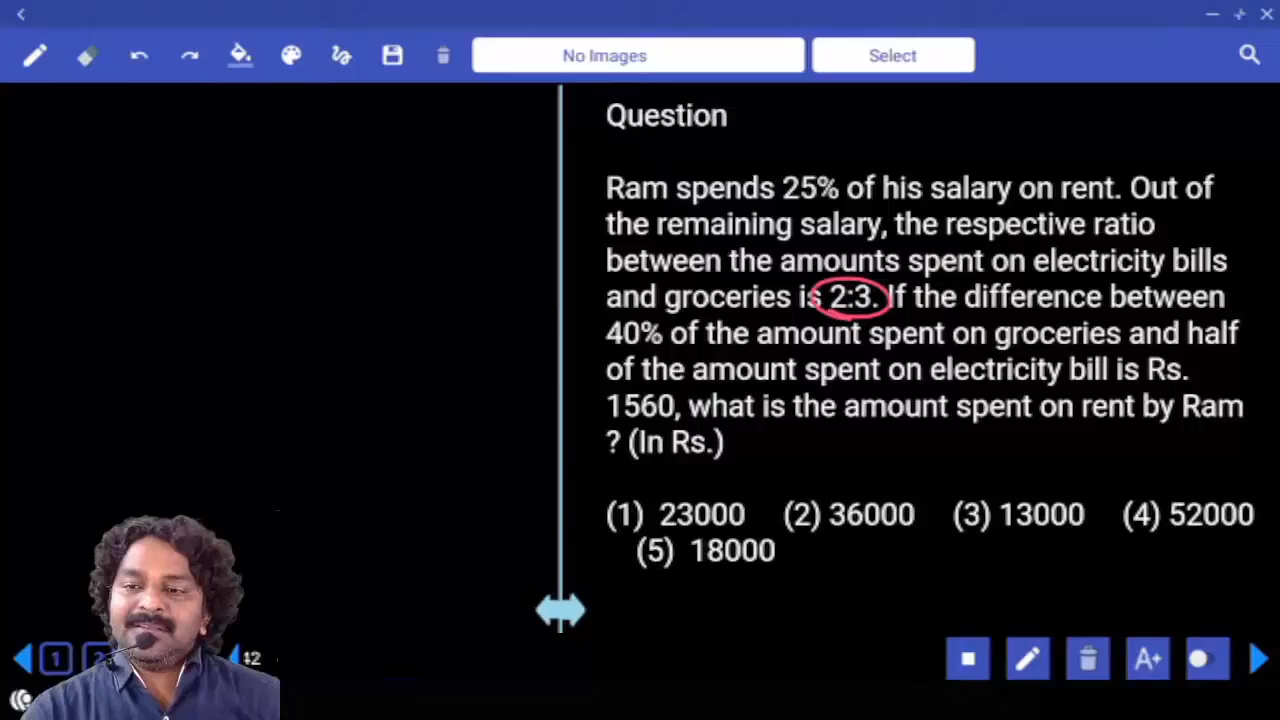 No Images
Select
Question
Ram spends 25% of his salary on rent. Out of
the remaining salary, the respective ratio
between the amounts spent on electricity bills
and groceries is 2:3. If the difference between
40% of the amount spent on groceries and half
of the amount spent on electricity bill is Rs.
1560, what is the amount spent on rent by Ram
? (In Rs.)
(1) 23000 (2) 36000 (3) 13000 (4) 52000
(5) 18000
1
A+